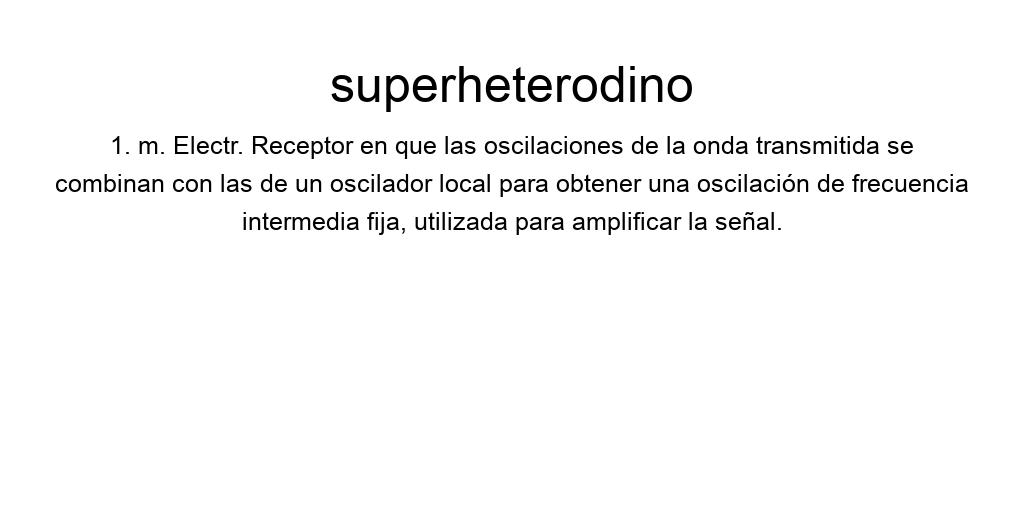 superheterodino
1. m. Electr. Receptor en que las oscilaciones de la onda transmitida se
combinan con las de un oscilador local para obtener una oscilación de frecuencia
intermedia fija, utilizada para amplificar la señal.